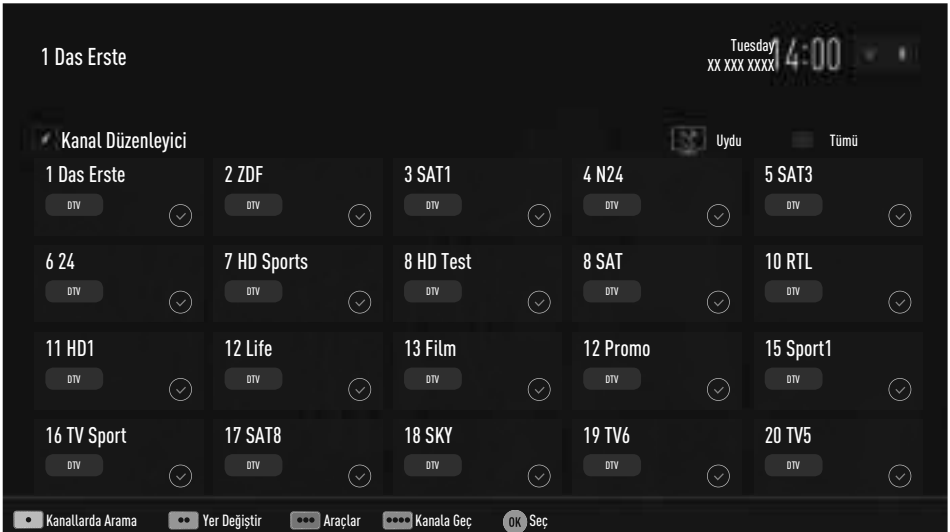 1 Das Erste
Tuesday
XX XXX XXXX
14:00
Kanal Düzenleyici
Uydu
Tümü
1 Das Erste
DTV
2 ZDF
DTV
3 SAT1
DTV
4 N24
DTV
5 SAT3
DTV
6 24
DTV
7 HD Sports
DTV
8 HD Test
DTV
8 SAT
DTV
10 RTL
DTV
11 HD1
DTV
12 Life
DTV
13 Film
DTV
12 Promo
DTV
15 Sport1
DTV
16 TV Sport
DTV
17 SAT8
DTV
18 SKY
DTV
19 TV6
DTV
20 TV5
DTV
Kanallarda Arama
Yer Değiştir
Araçlar
Kanala Geç
OK Seç